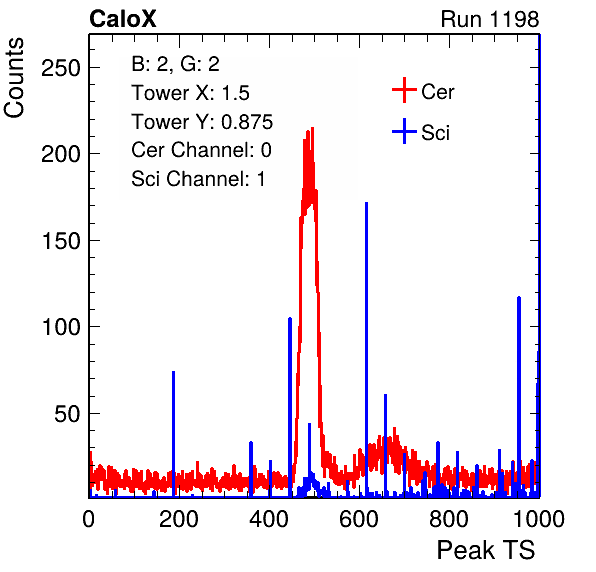 CaloX Run 1198
Counts
B: 2, G: 2
Tower X: 1.5
Tower Y: 0.875
Cer Channel: 0
Sci Channel: 1
Cer
Sci
250
200
150
100
50
0 200 400 600 800 1000
Peak TS